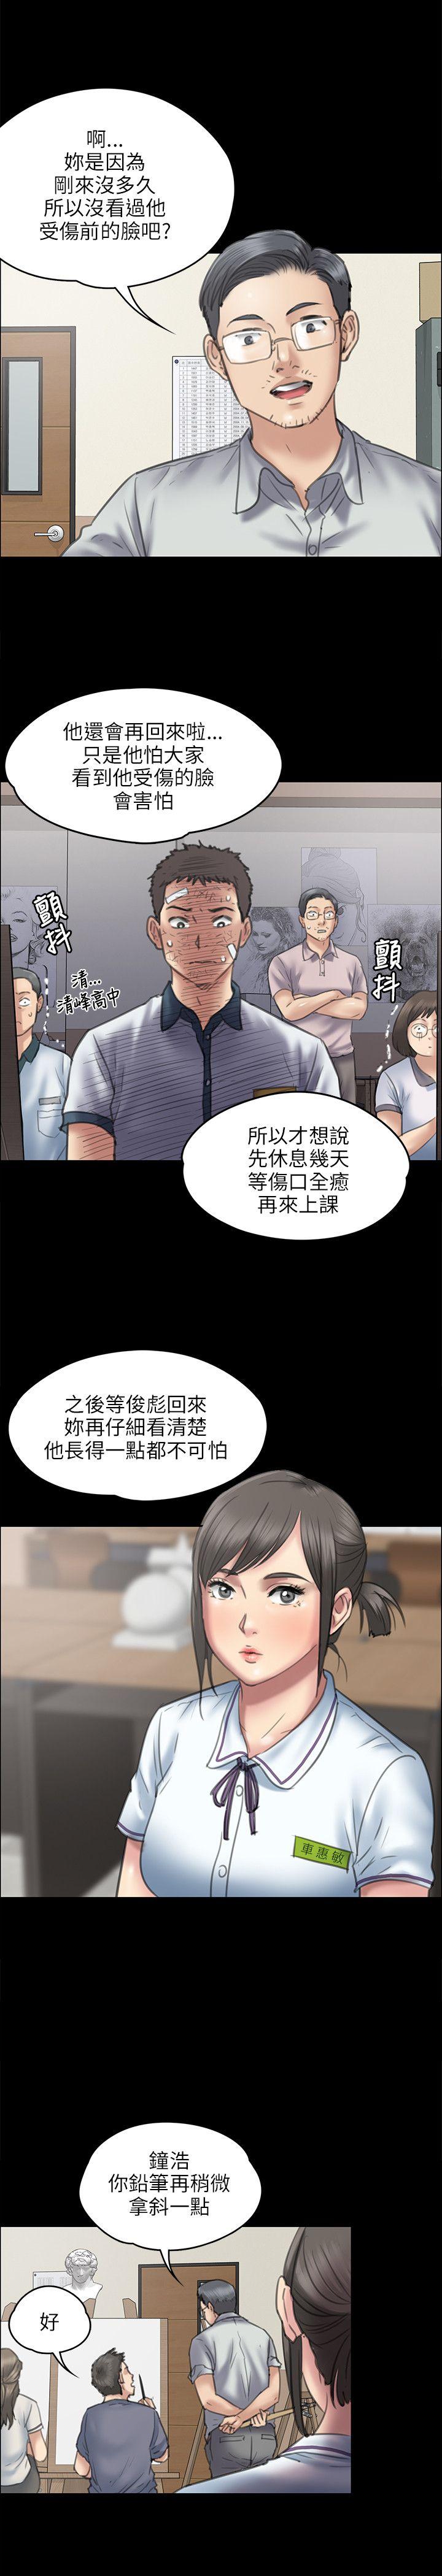 啊...
妳是因為
剛來沒多久
所以沒看過他
受傷前的臉吧?
他還會再回來啦...
只是他怕大家
看到他受傷的臉
會害怕
顫抖
清...
清峰高中
顫抖
所以才想說
先休息幾天
等傷口全癒
再來上課
之後等俊彪回來
妳再仔細看清楚
他長得一點都不可怕
車惠敏
鐘浩
你鉛筆再稍微
拿斜一點
好